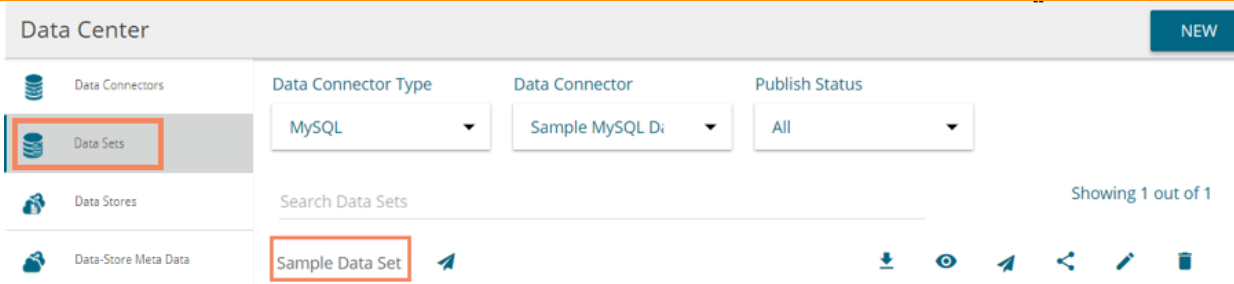 Data Center
NEW
Data Connectors
Data Sets
Data Stores
Data-Store Meta Data
Data Connector Type
Data Connector
Publish Status
MySQL
Sample MySQL Da
All
Search Data Sets
Showing 1 out of 1
Sample Data Set